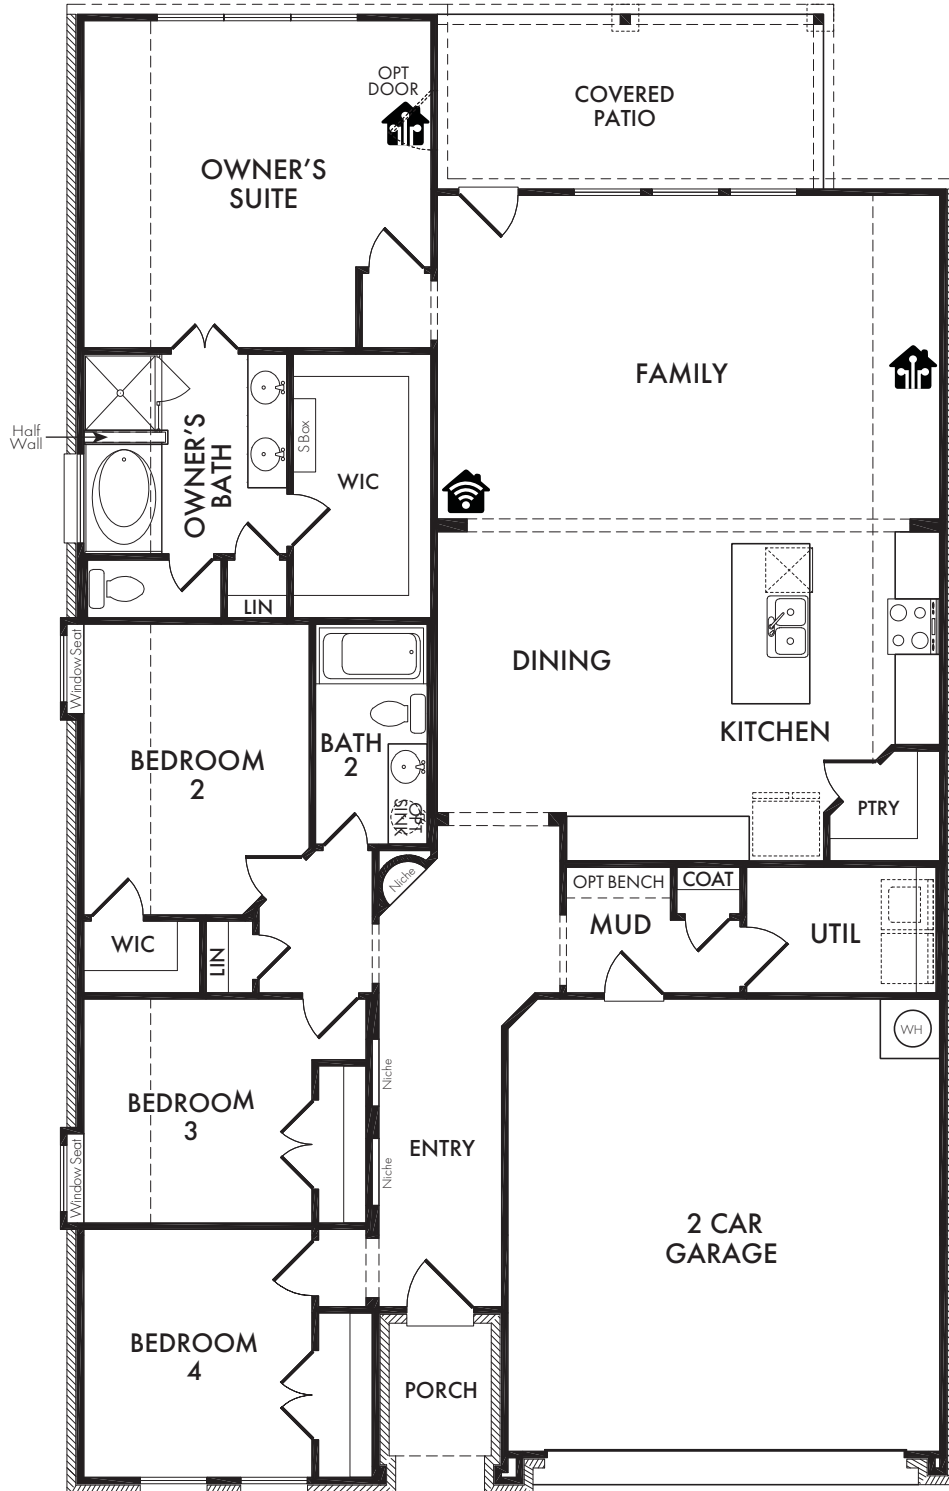 OPT
DOOR
COVERED
PATIO
OWNER'S
SUITE
FAMILY
Half
Wall
OWNER'S
BATH
S Box
WIC
LIN
Window Seat
DINING
BEDROOM
2
BATH
2
KITCHEN
OPT
SINK
PTRY
Niche
OPT BENCH
COAT
MUD
UTIL
WIC
LIN
WH
Niche
BEDROOM
3
ENTRY
Niche
Window Seat
2 CAR
GARAGE
BEDROOM
4
PORCH